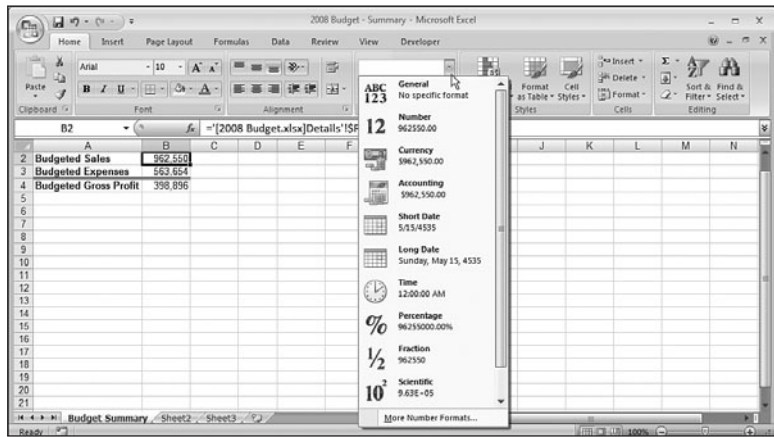 2008 Budget - Summary - Microsoft Excel
Home Insert Page Layout Formulas Data Review View Developer
Arial 10 A A
Paste
B I U A
Format as Table Cell Styles
Insert
Delete
Format
Σ
Sort & Filter Find & Select
Clipboard Font Alignment Styles Cells Editing
B2 fx ='[2008 Budget.xlsx]Details'!$F
A B C D E F J K L M N
2 Budgeted Sales 962,550
3 Budgeted Expenses 563,654
4 Budgeted Gross Profit 398,896
5
6
7
8
9
10
11
12
13
14
15
16
17
18
19
20
21
ABC 123 General
No specific format
12 Number
962550.00
Currency
$962,550.00
Accounting
$962,550.00
Short Date
5/15/4535
Long Date
Sunday, May 15, 4535
Time
12:00:00 AM
% Percentage
96255000.00%
½ Fraction
962550
10² Scientific
9.63E+05
More Number Formats...
Budget Summary Sheet2 Sheet3
Ready 100%